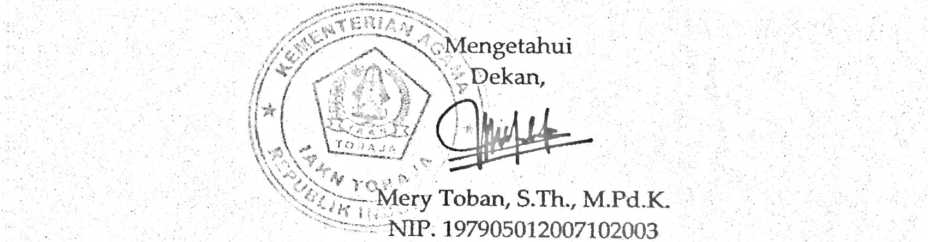 KEMENTERIAN AGAMA
REPUBLIK
IAKN TORAJA
TORAJA
Mengetahui
Dekan,
Mery Toban, S.Th., M.Pd.K.
NIP. 197905012007102003